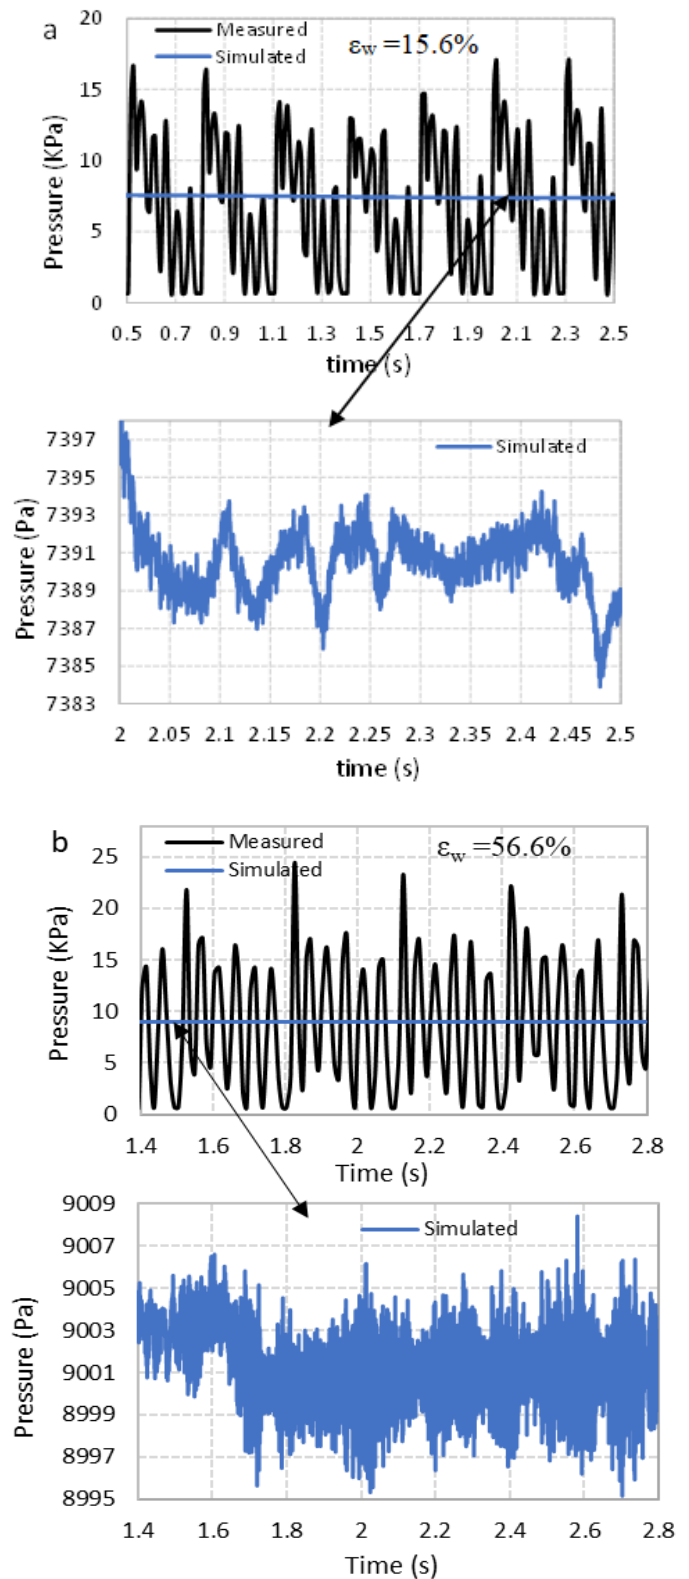 a
Measured
Simulated
εw =15.6%
Pressure (KPa)
20
15
10
5
0
0.5 0.7 0.9 1.1 1.3 1.5 1.7 1.9 2.1 2.3 2.5
time (s)
Simulated
Pressure (Pa)
7397
7395
7393
7391
7389
7387
7385
7383
2 2.05 2.1 2.15 2.2 2.25 2.3 2.35 2.4 2.45 2.5
time (s)
b
Measured
Simulated
εw =56.6%
Pressure (KPa)
25
20
15
10
5
0
1.4 1.6 1.8 2 2.2 2.4 2.6 2.8
Time (s)
Simulated
Pressure (Pa)
9009
9007
9005
9003
9001
8999
8997
8995
1.4 1.6 1.8 2 2.2 2.4 2.6 2.8
Time (s)